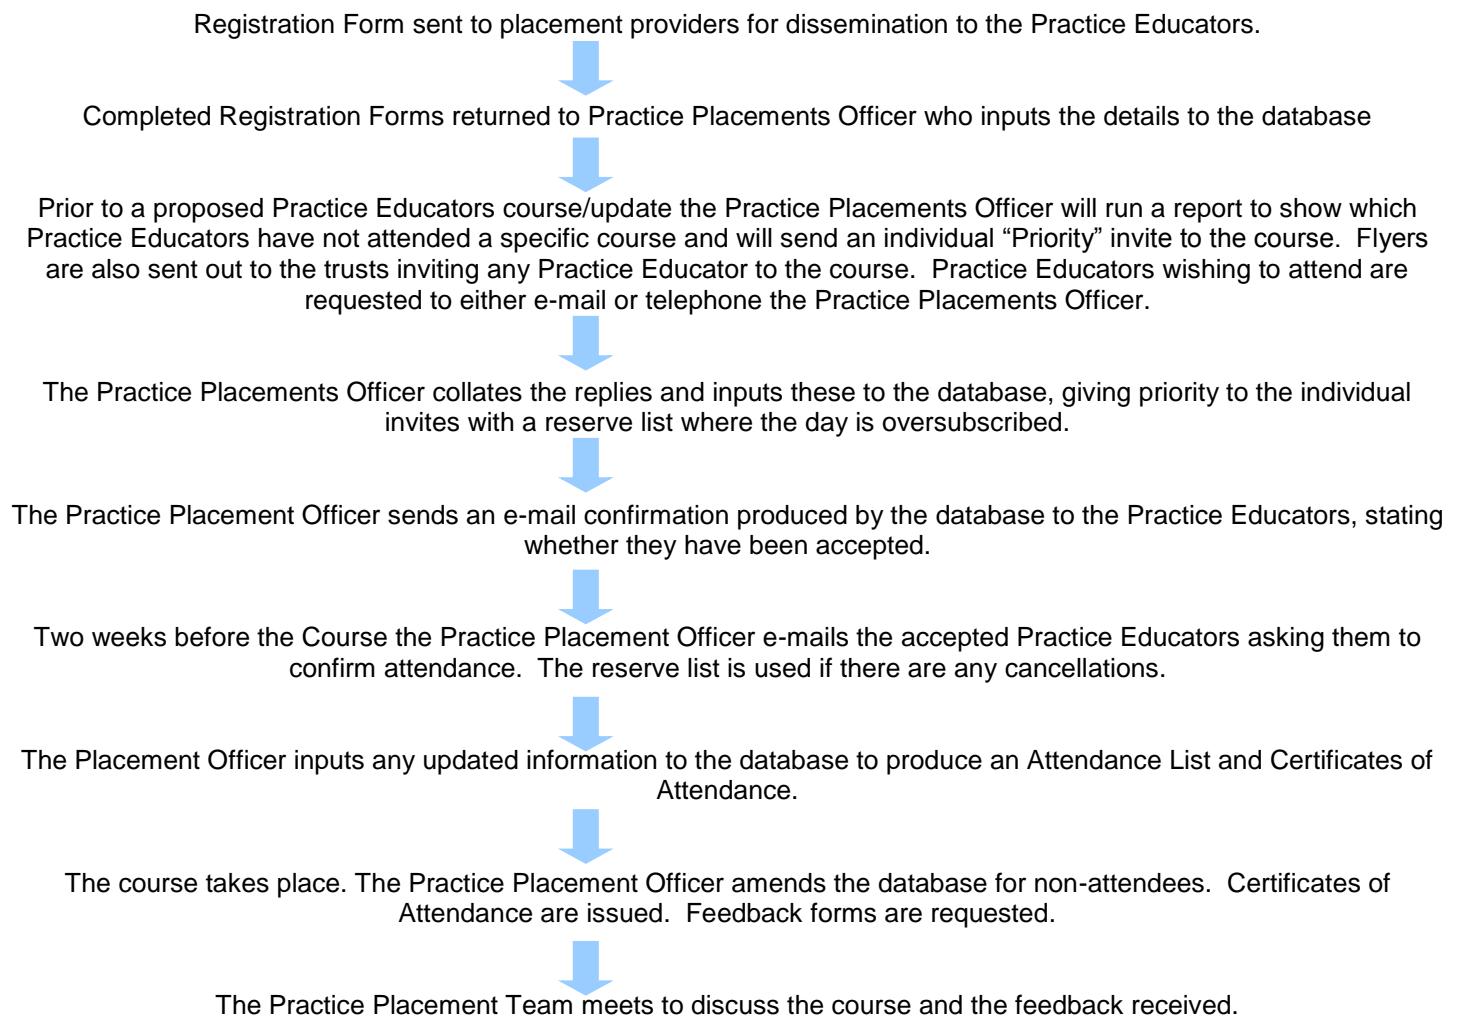 Registration Form sent to placement providers for dissemination to the Practice Educators.
Completed Registration Forms returned to Practice Placements Officer who inputs the details to the database
Prior to a proposed Practice Educators course/update the Practice Placements Officer will run a report to show which
Practice Educators have not attended a specific course and will send an individual “Priority” invite to the course.  Flyers
are also sent out to the trusts inviting any Practice Educator to the course.  Practice Educators wishing to attend are
requested to either e-mail or telephone the Practice Placements Officer.
The Practice Placements Officer collates the replies and inputs these to the database, giving priority to the individual
invites with a reserve list where the day is oversubscribed.
The Practice Placement Officer sends an e-mail confirmation produced by the database to the Practice Educators, stating
whether they have been accepted.
Two weeks before the Course the Practice Placement Officer e-mails the accepted Practice Educators asking them to
confirm attendance.  The reserve list is used if there are any cancellations.
The Placement Officer inputs any updated information to the database to produce an Attendance List and Certificates of
Attendance.
The course takes place. The Practice Placement Officer amends the database for non-attendees.  Certificates of
Attendance are issued.  Feedback forms are requested.
The Practice Placement Team meets to discuss the course and the feedback received.